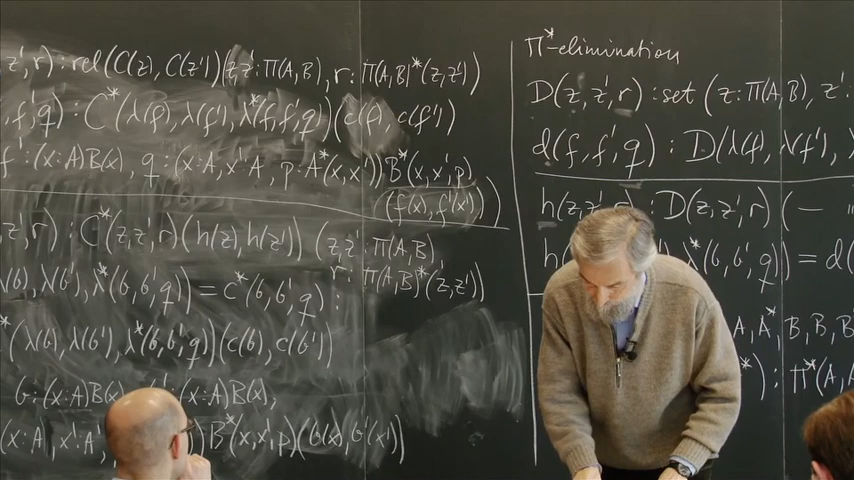 z', r) : rel(C(z), C(z'))(z, z' : Π(A, B), r : Π(A, B)*(z, z'))
, f', q) : C*(λ(f), λ(f'), λ*(f, f', q))(c(f), c(f'))
f' : (x : A)B(x), q : (x : A, x' : A, p : A*(x, x'))B*(x, x', p)
(f(x), f'(x')))
z, z', r) : C*(z, z', r)(h(z), h(z')) (z, z' : Π(A, B),
r : Π(A, B)*(z, z'))
λ(b), λ(b'), λ*(b, b', q)) = c*(b, b', q) :
*(λ(b), λ(b'), λ*(b, b', q))(c(b), c(b'))
b : (x : A)B(x), b' : (x : A)B(x),
(x : A, x' : A, )B*(x, x', p)(b(x), b'(x'))
Π*-elimination
D(z, z', r) : set (z : Π(A, B), z' :
d(f, f', q) : D(λ(f), λ(f'), λ
h(z, z', r) : D(z, z', r) (—
h( ), λ*(b, b', q)) = d(
A, A*, B, B, B*
*) : Π*(A, A